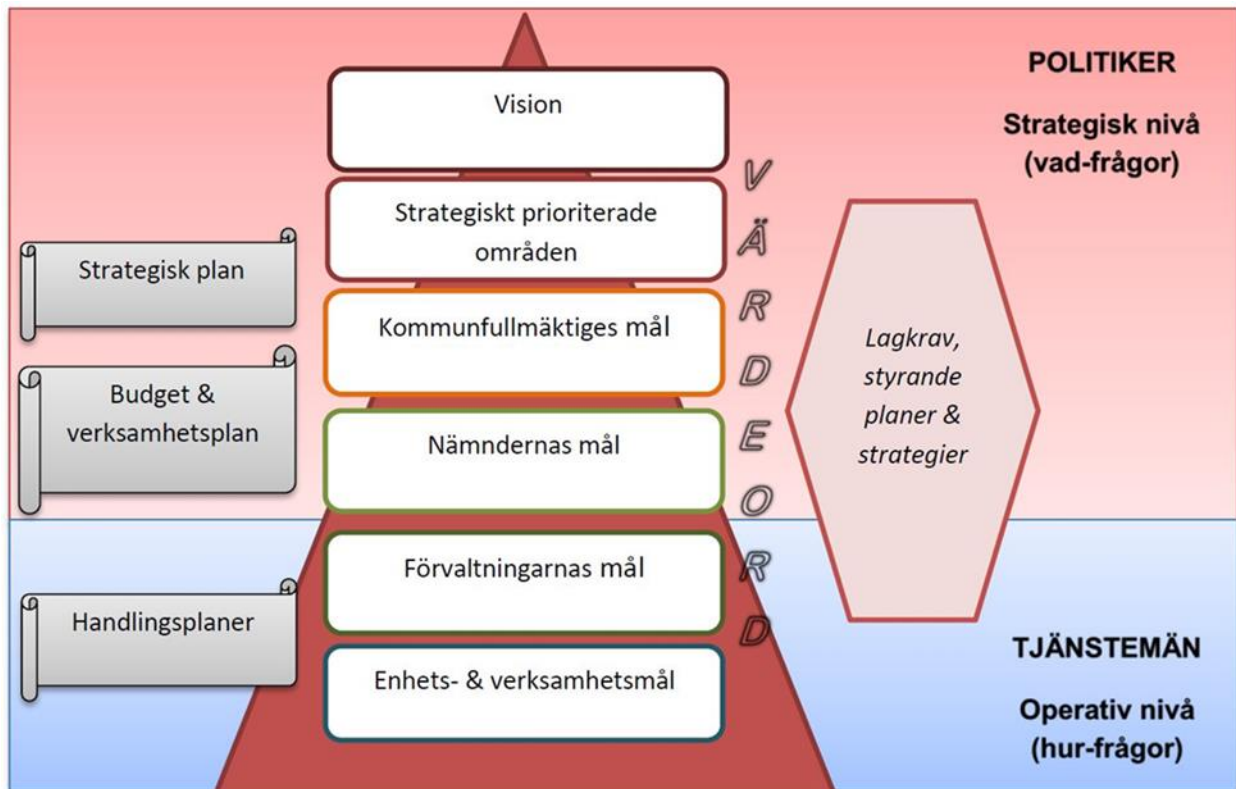 POLITIKER
Strategisk nivå
(vad-frågor)
Vision
Strategiskt prioriterade
områden
Kommunfullmäktiges mål
Nämndernas mål
Förvaltningarnas mål
Enhets- & verksamhetsmål
VÄRDEORD
Strategisk plan
Budget &
verksamhetsplan
Handlingsplaner
Lagkrav,
styrande
planer &
strategier
TJÄNSTEMÄN
Operativ nivå
(hur-frågor)